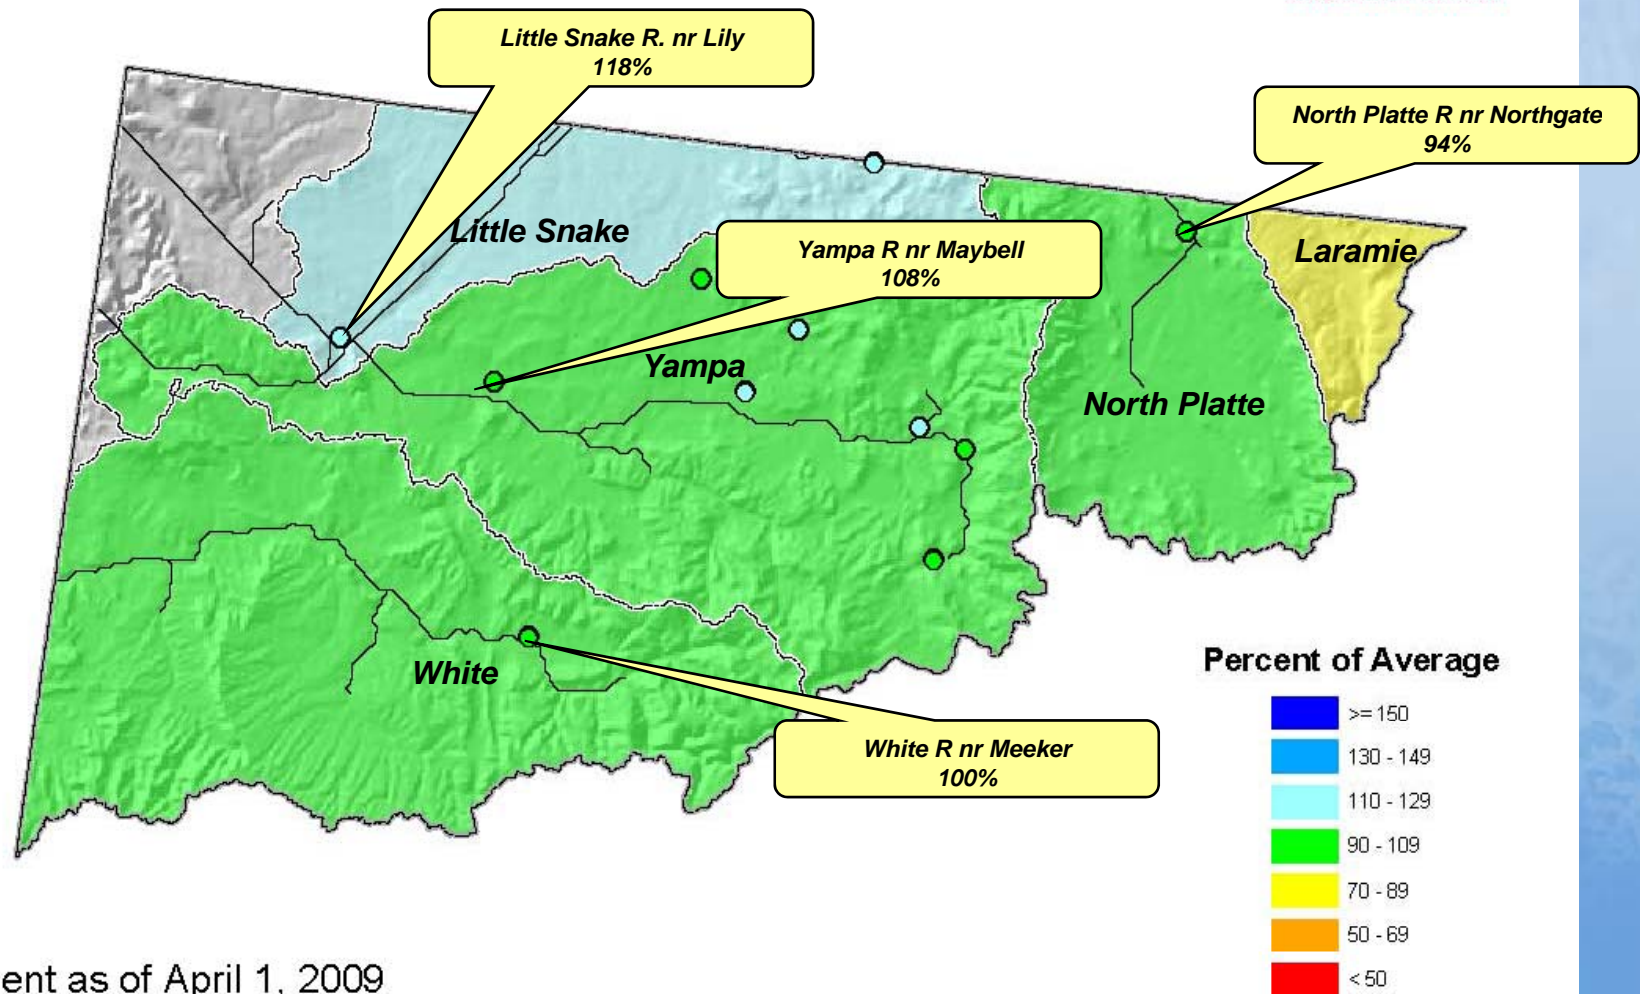 Little Snake R. nr Lily
118%
North Platte R nr Northgate
94%
Little Snake
Yampa R nr Maybell
108%
Laramie
Yampa
North Platte
White
White R nr Meeker
100%
Percent of Average
>= 150
130 - 149
110 - 129
90 - 109
70 - 89
50 - 69
< 50
ent as of April 1, 2009